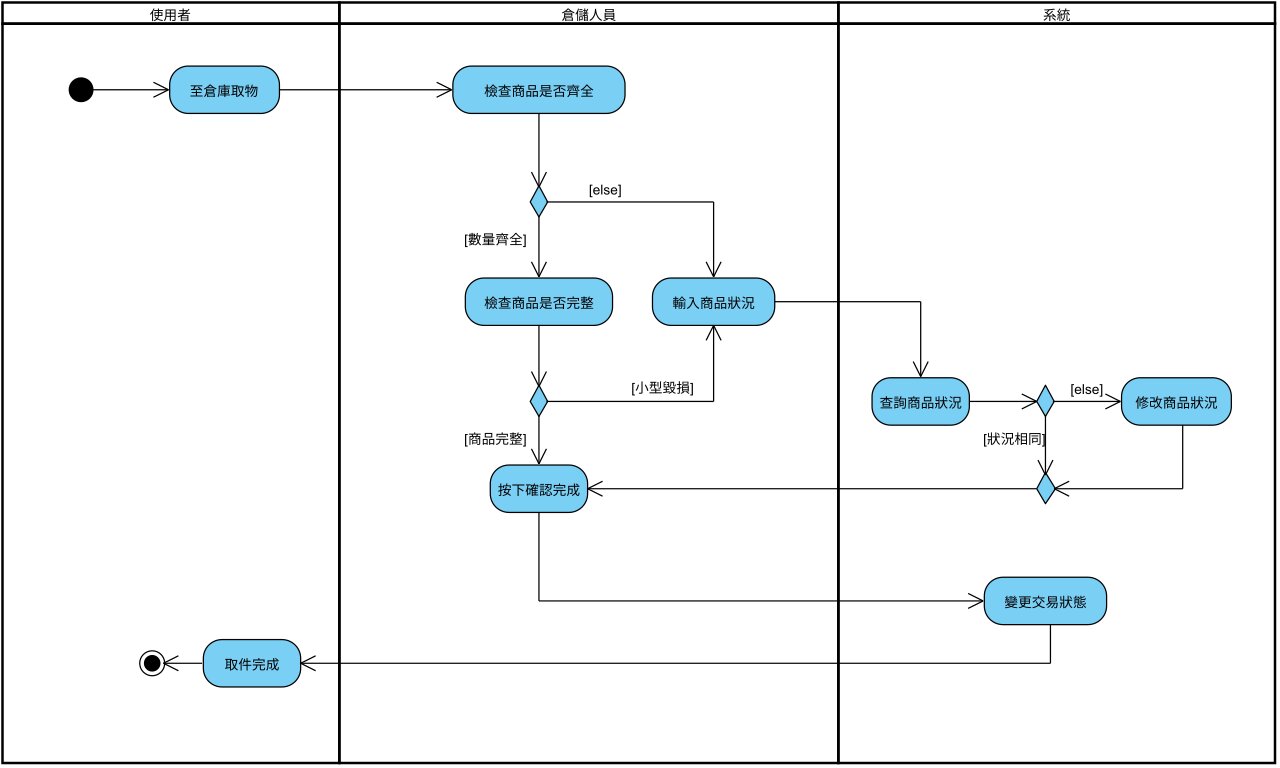 使用者
倉儲人員
系統
至倉庫取物
檢查商品是否齊全
[else]
[數量齊全]
檢查商品是否完整
輸入商品狀況
[小型毀損]
查詢商品狀況
[else]
修改商品狀況
[商品完整]
[狀況相同]
按下確認完成
變更交易狀態
取件完成